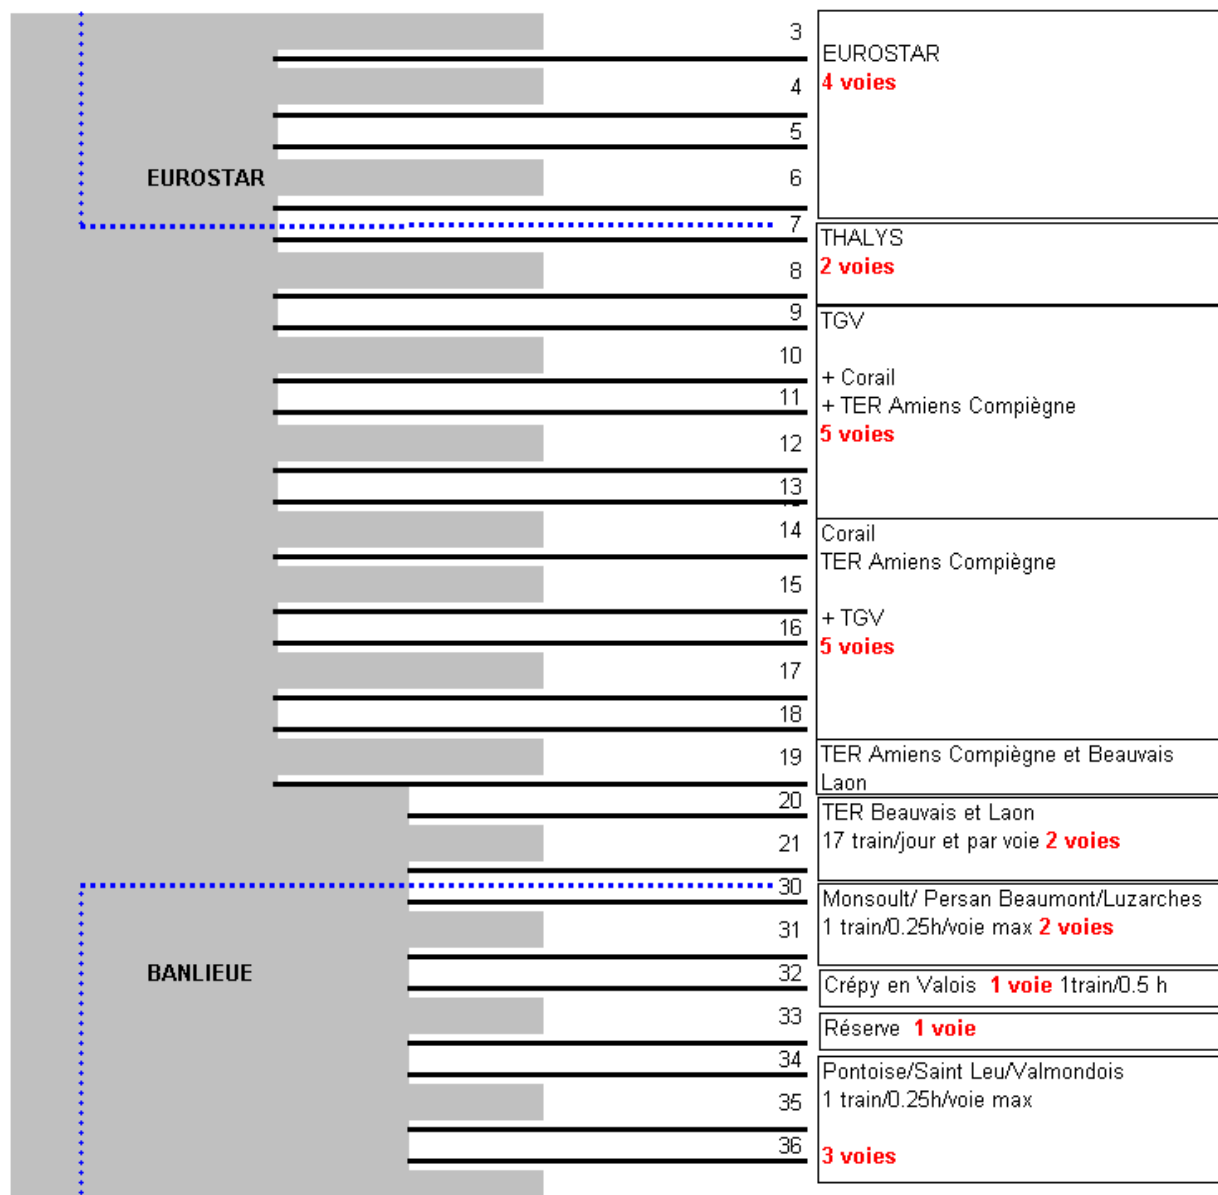 3
EUROSTAR
4 voies
4
5
EUROSTAR
6
7
THALYS
2 voies
8
9
TGV
10
+ Corail
11
+ TER Amiens Compiègne
5 voies
12
13
14
Corail
TER Amiens Compiègne
15
+ TGV
16
5 voies
17
18
19
TER Amiens Compiègne et Beauvais
Laon
20
TER Beauvais et Laon
21
17 train/jour et par voie 2 voies
30
Monsoult/ Persan Beaumont/Luzarches
31
1 train/0.25h/voie max 2 voies
BANLIEUE
32
Crépy en Valois 1 voie 1train/0.5 h
33
Réserve 1 voie
34
Pontoise/Saint Leu/Valmondois
35
1 train/0.25h/voie max
36
3 voies